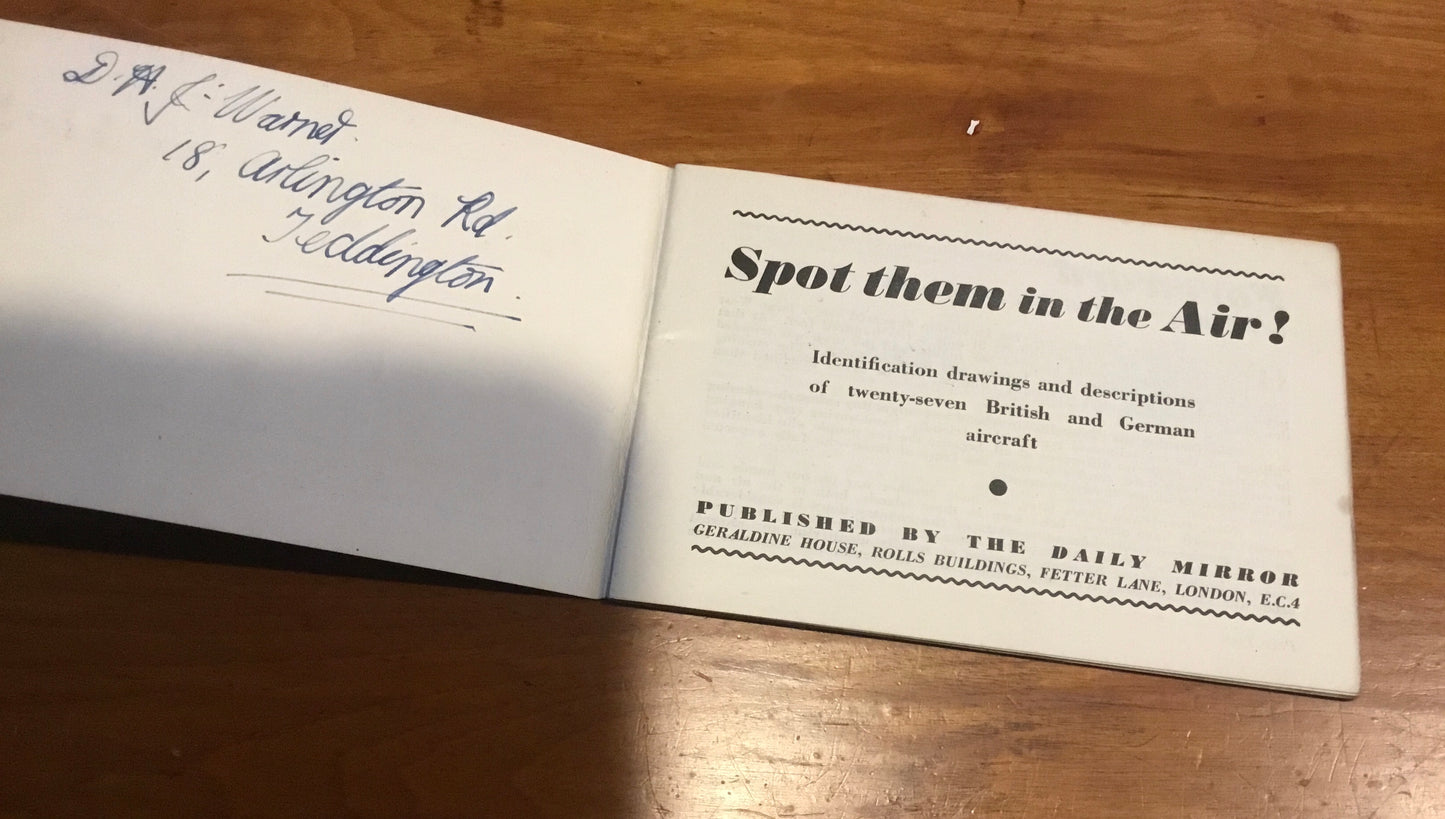 D. A. J. Warner.
18, Arlington Rd.
Teddington.
Spot them in the Air!
Identification drawings and descriptions
of twenty-seven British and German
aircraft
PUBLISHED BY THE DAILY MIRROR
GERALDINE HOUSE, ROLLS BUILDINGS, FETTER LANE, LONDON, E.C.4